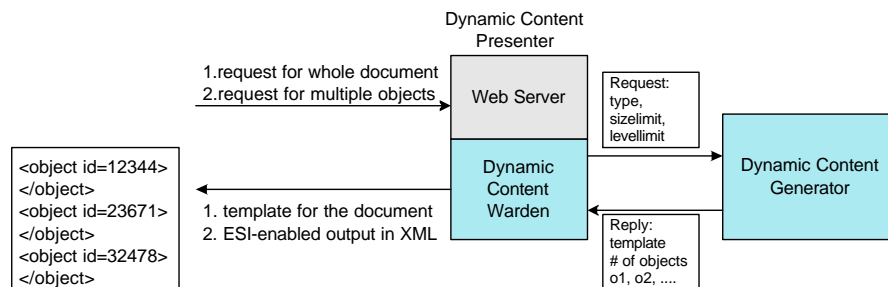 Dynamic Content
Presenter
1.request for whole document
2.request for multiple objects
Web Server
Request:
type,
sizelimit,
levellimit
<object id=12344>
</object>
<object id=23671>
</object>
<object id=32478>
</object>
1. template for the document
2. ESI-enabled output in XML
Dynamic
Content
Warden
Dynamic Content
Generator
Reply:
template
# of objects
o1, o2, ....